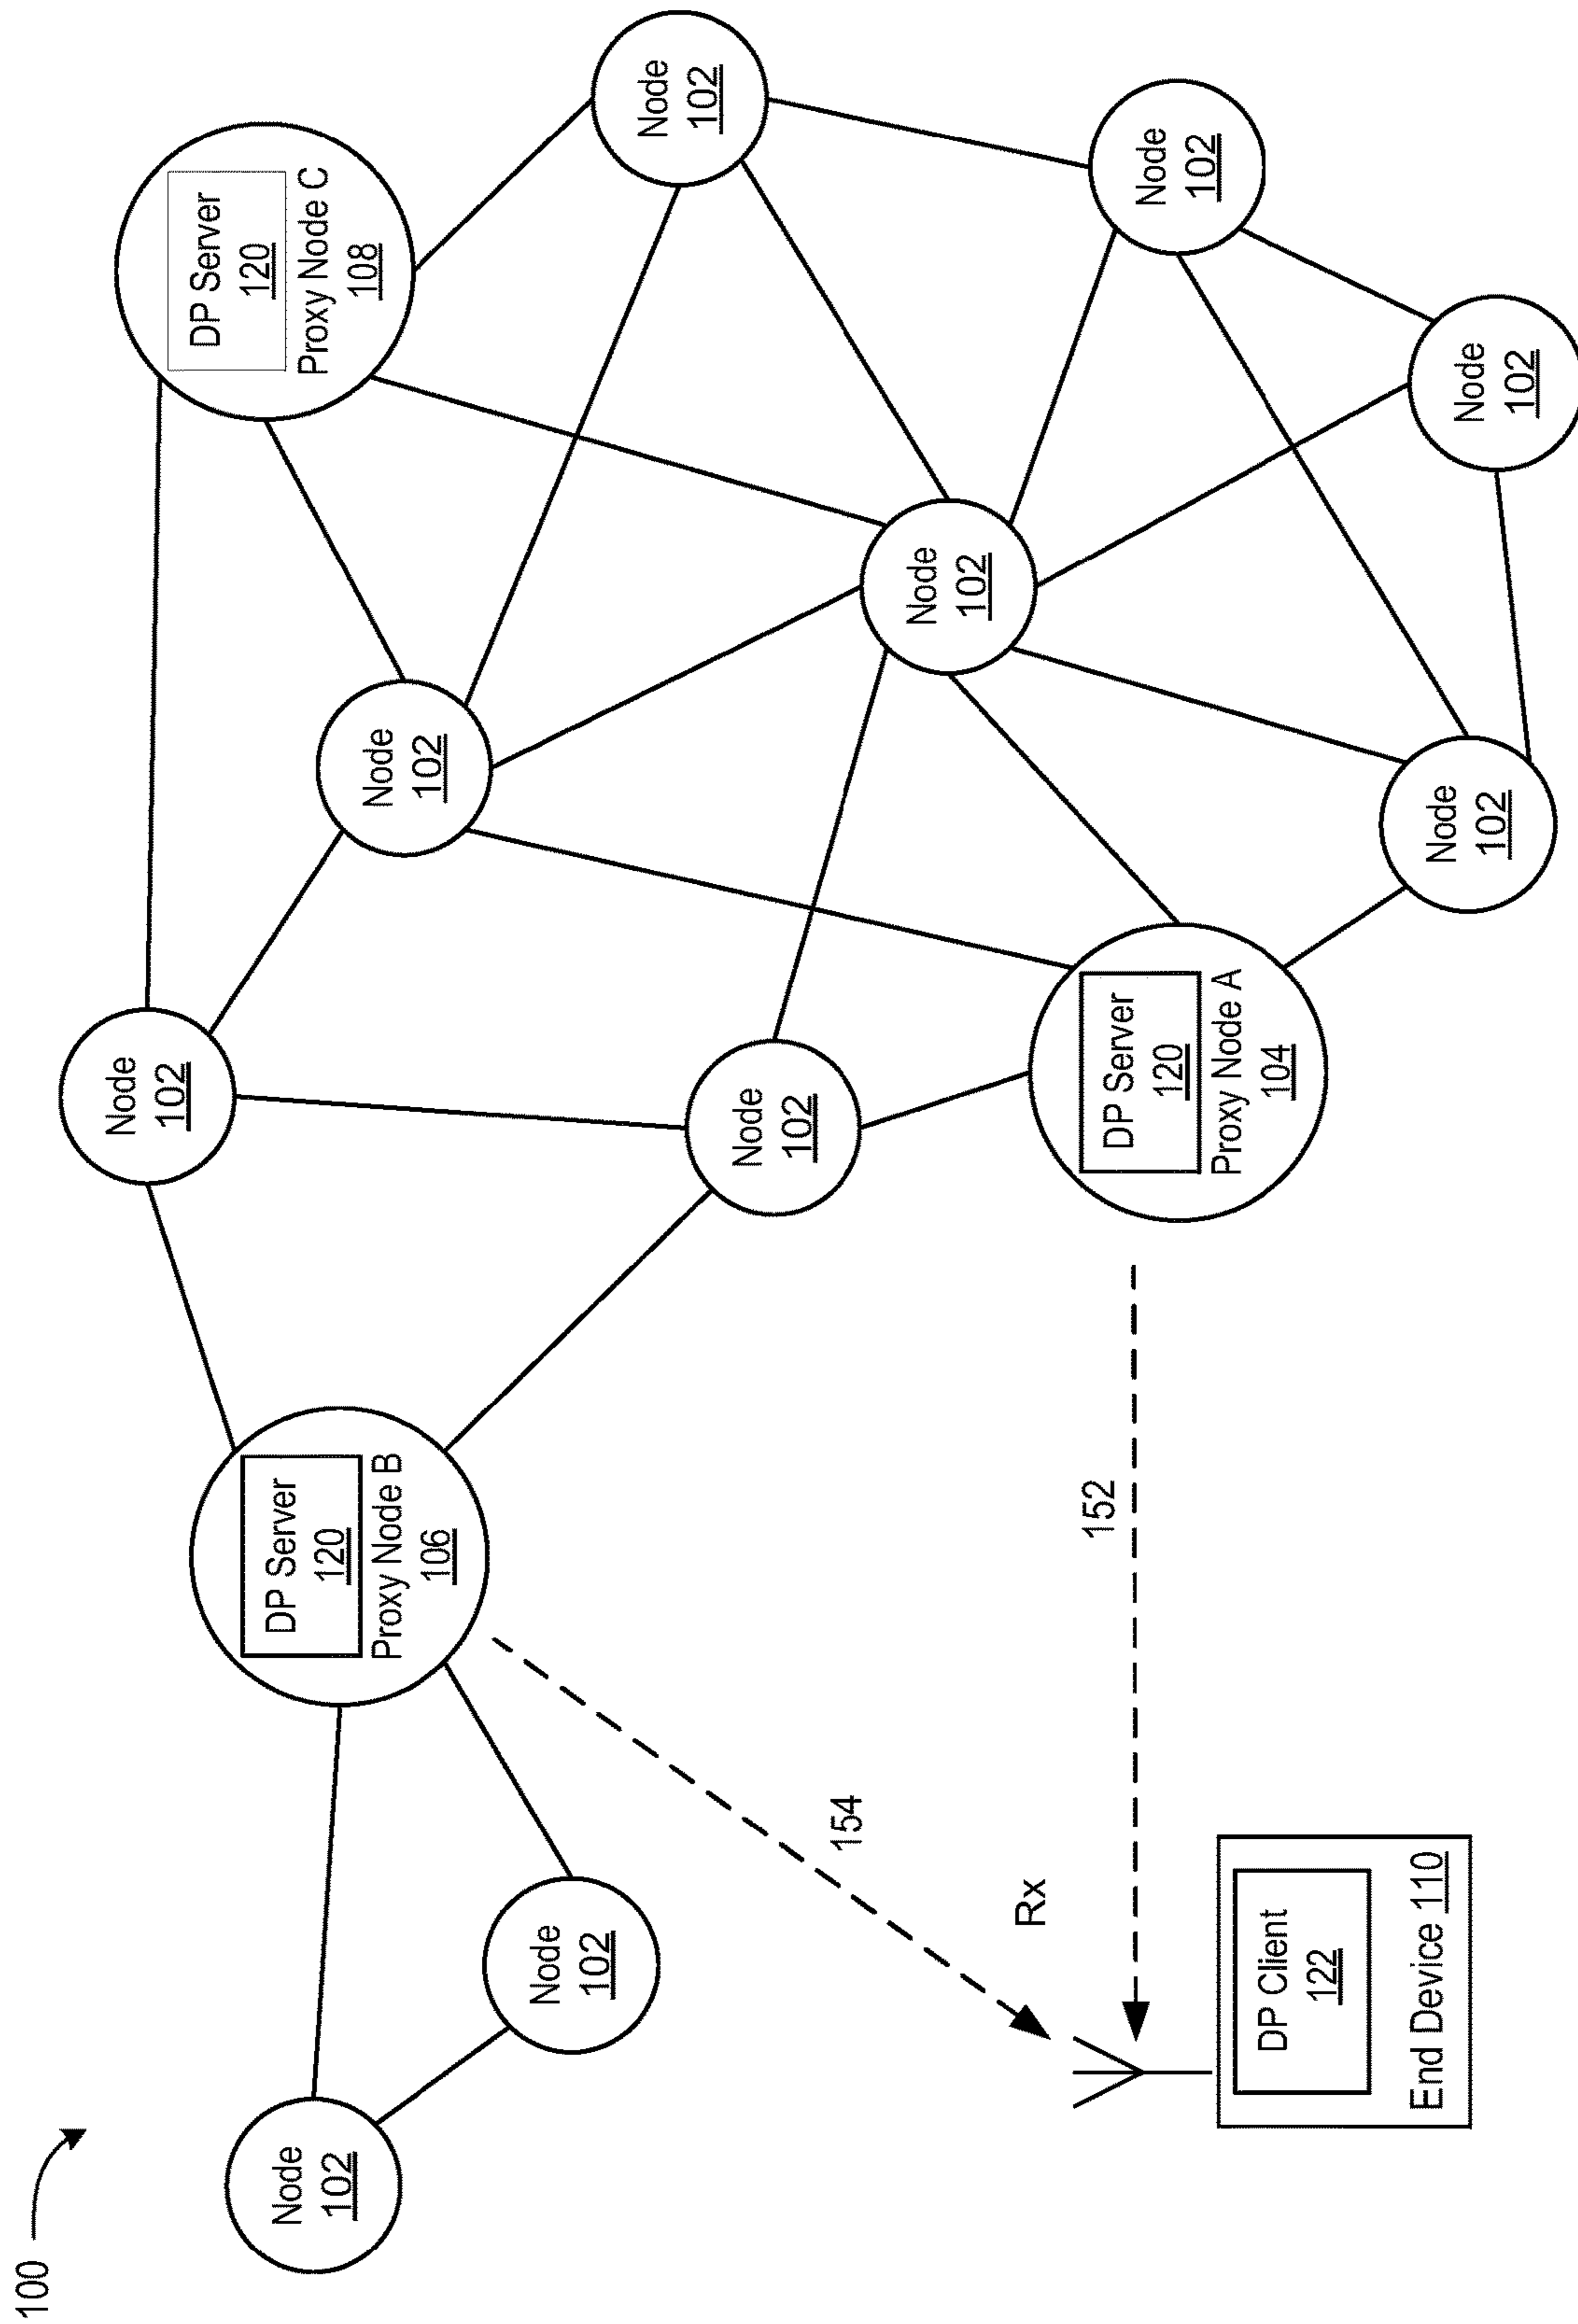 100
Node
102
DP Server
120
Proxy Node C
108
Node
102
DP Server
120
Proxy Node B
106
Node
102
Node
102
Node
102
Node
102
154
Node
102
Rx
152
DP Server
120
Proxy Node A
104
Node
102
DP Client
122
End Device 110
Node
102
Node
102